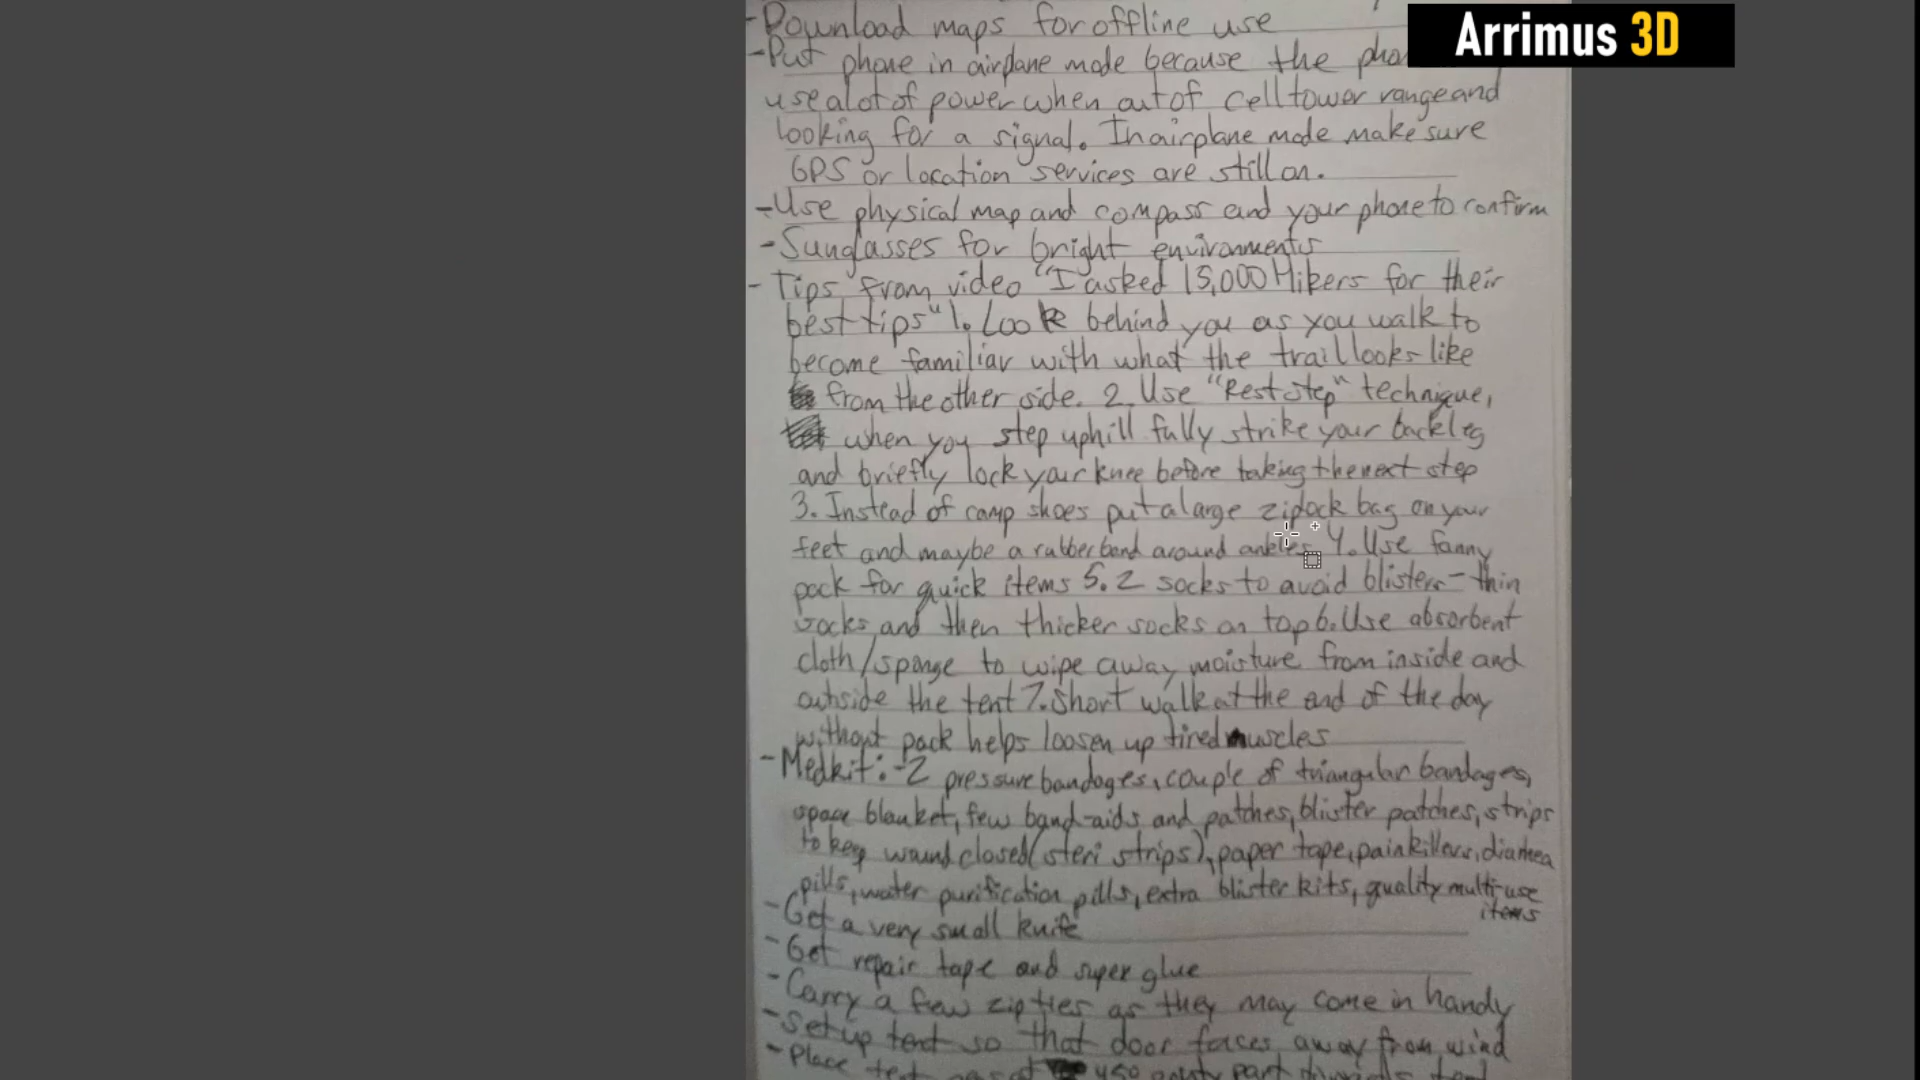 Arrimus 3D
- Download maps for offline use
- Put phone in airplane mode because the
use a lot of power when out of cell tower range and
looking for a signal. In airplane mode make sure
GPS or location services are still on.
- Use physical map and compass and your phone to confirm
- Sunglasses for bright environments
- Tips from video "I asked 15,000 Hikers for their
best tips" 1. Look behind you as you walk to
become familiar with what the trail looks like
from the other side. 2. Use "Rest step" technique,
when you step uphill fully strike your back leg
and briefly lock your knee before taking the next step
3. Instead of camp shoes put a large ziplock bag on your
feet and maybe a rubber band around ankles 4. Use fanny
pack for quick items 5. 2 socks to avoid blisters - thin
socks and then thicker socks on top 6. Use absorbent
cloth/sponge to wipe away moisture from inside and
outside the tent 7. Short walk at the end of the day
without pack helps loosen up tired muscles
- Medkit: - 2 pressure bandages, couple of triangular bandages,
space blanket, few band-aids and patches, blister patches, strips
to keep wound closed (steri strips), paper tape, painkillers, diarrhea
pills, water purification pills, extra blister kits, quality multi-use
items
- Get a very small knife
- Get repair tape and super glue
- Carry a few zip ties as they may come in handy
- Set up tent so that door faces away from wind
- Place tent